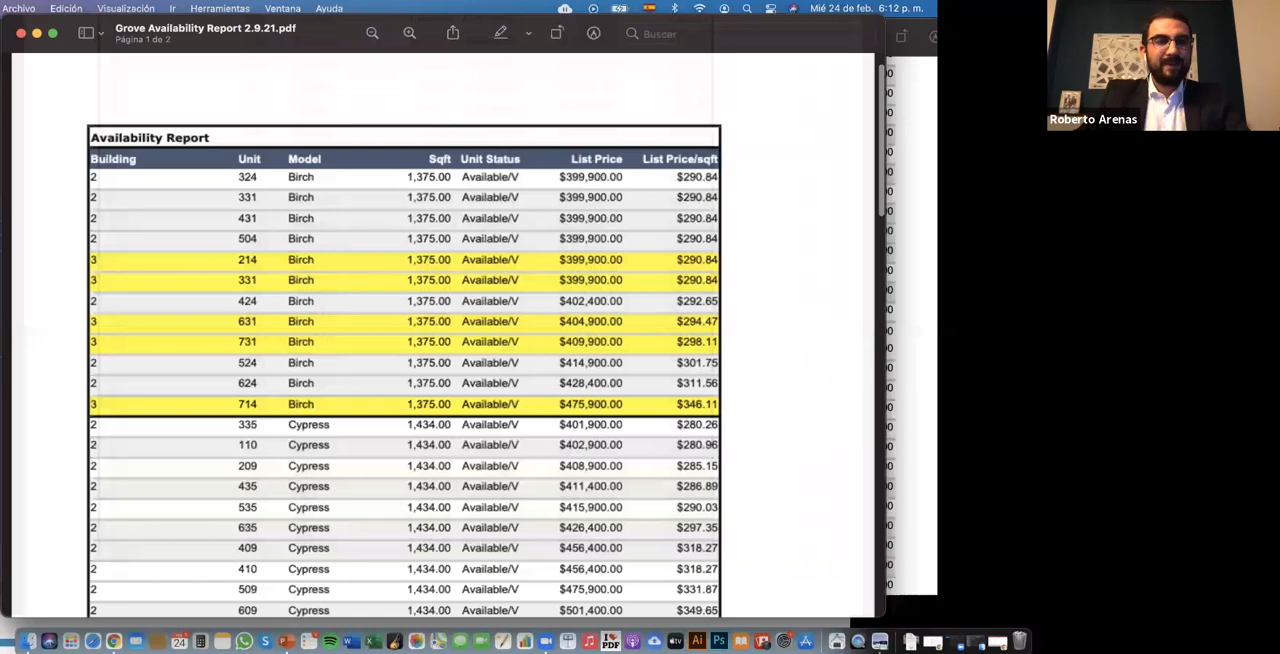 Archivo Edición Visualización Ir Herramientas Ventana Ayuda Mié 24 de feb. 6:12 p. m.
Grove Availability Report 2.9.21.pdf
Página 1 de 2
Buscar
Roberto Arenas
Availability Report
Building Unit Model Sqft Unit Status List Price List Price/sqft
2 324 Birch 1,375.00 Available/V $399,900.00 $290.84
2 331 Birch 1,375.00 Available/V $399,900.00 $290.84
2 431 Birch 1,375.00 Available/V $399,900.00 $290.84
2 504 Birch 1,375.00 Available/V $399,900.00 $290.84
3 214 Birch 1,375.00 Available/V $399,900.00 $290.84
3 331 Birch 1,375.00 Available/V $399,900.00 $290.84
2 424 Birch 1,375.00 Available/V $402,400.00 $292.65
3 631 Birch 1,375.00 Available/V $404,900.00 $294.47
3 731 Birch 1,375.00 Available/V $409,900.00 $298.11
2 524 Birch 1,375.00 Available/V $414,900.00 $301.75
2 624 Birch 1,375.00 Available/V $428,400.00 $311.56
3 714 Birch 1,375.00 Available/V $475,900.00 $346.11
2 335 Cypress 1,434.00 Available/V $401,900.00 $280.26
2 110 Cypress 1,434.00 Available/V $402,900.00 $280.96
2 209 Cypress 1,434.00 Available/V $408,900.00 $285.15
2 435 Cypress 1,434.00 Available/V $411,400.00 $286.89
2 535 Cypress 1,434.00 Available/V $415,900.00 $290.03
2 635 Cypress 1,434.00 Available/V $426,400.00 $297.35
2 409 Cypress 1,434.00 Available/V $456,400.00 $318.27
2 410 Cypress 1,434.00 Available/V $456,400.00 $318.27
2 509 Cypress 1,434.00 Available/V $475,900.00 $331.87
2 609 Cypress 1,434.00 Available/V $501,400.00 $349.65